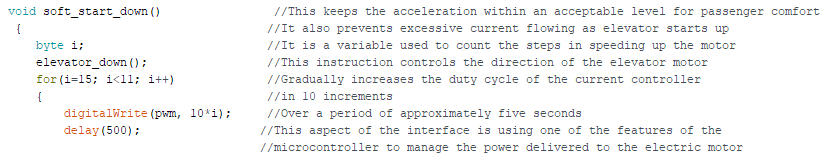 void soft_start_down() //This keeps the acceleration within an acceptable level for passenger comfort
{ //It also prevents excessive current flowing as elevator starts up
byte i; //It is a variable used to count the steps in speeding up the motor
elevator_down(); //This instruction controls the direction of the elevator motor
for(i=15; i<11; i++) //Gradually increases the duty cycle of the current controller
{ //in 10 increments
digitalWrite(pwm, 10*i); //Over a period of approximately five seconds
delay(500); //This aspect of the interface is using one of the features of the
//microcontroller to manage the power delivered to the electric motor